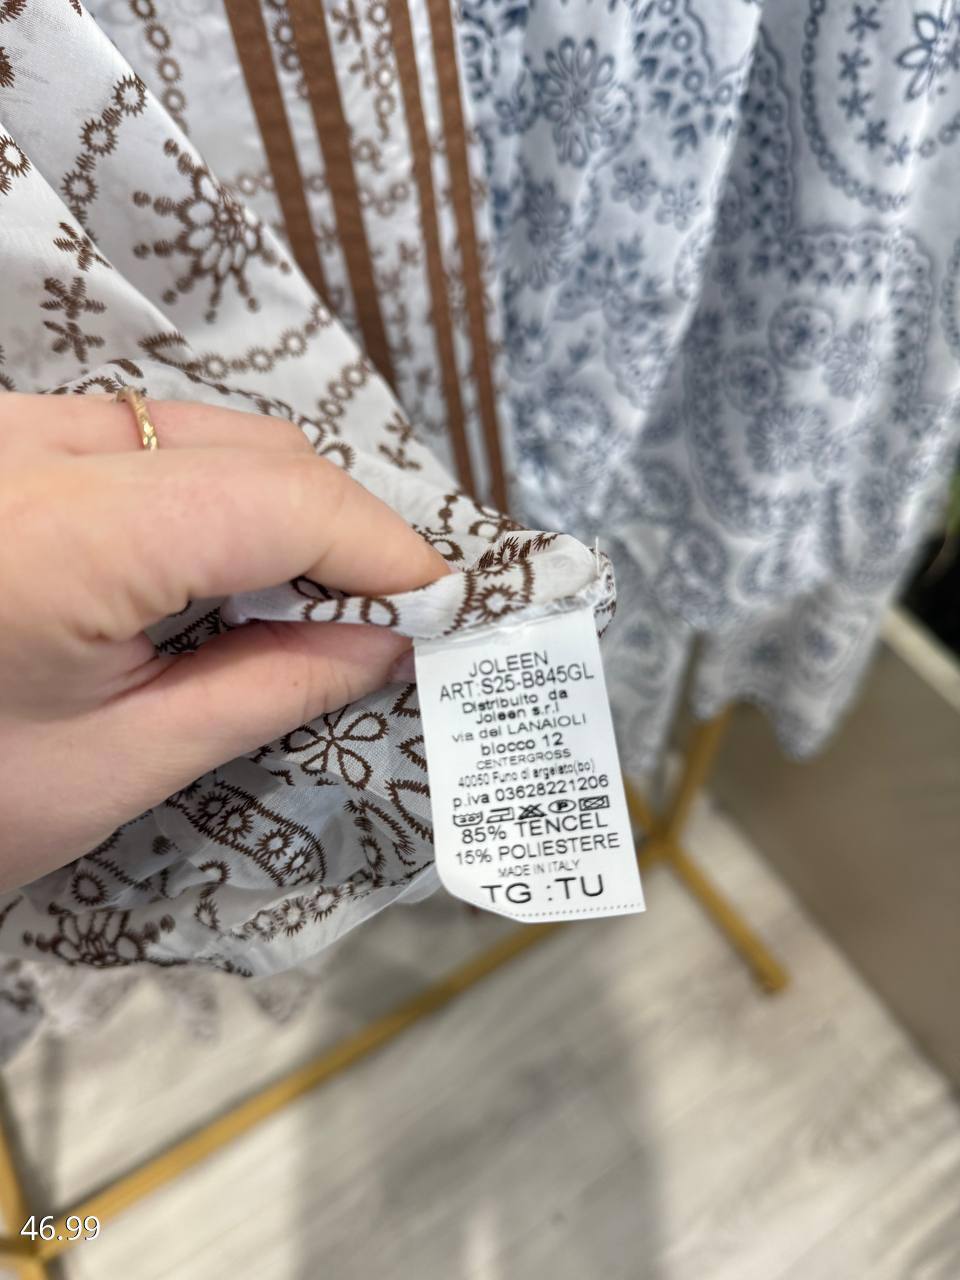 JOLEEN
ART:S25-B845GL
Distribuito da
Joleen s.r.l
via dei LANAIOLI
blocco 12
CENTERGROSS
40050 Funo di argelato(bo)
p.iva 03628221206
85% TENCEL
15% POLIESTERE
MADE IN ITALY
TG :TU
46.99